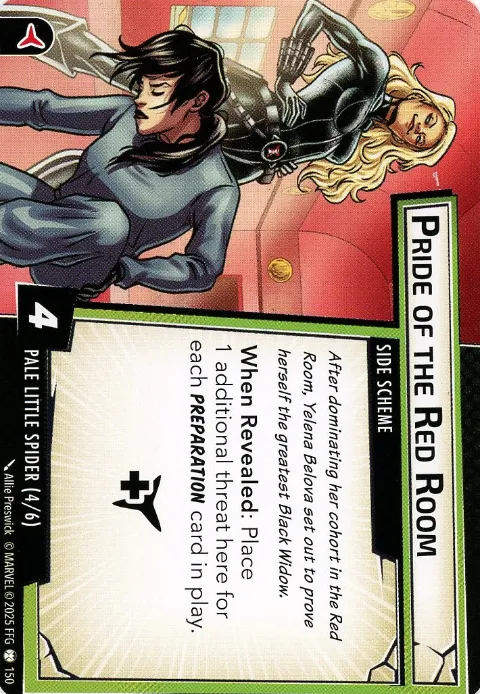 PRIDE OF THE RED ROOM
SIDE SCHEME
After dominating her cohort in the Red
Room, Yelena Belova set out to prove
herself the greatest Black Widow.
When Revealed: Place
1 additional threat here for
each PREPARATION card in play.
4
PALE LITTLE SPIDER (4/6)
Allie Preswick © MARVEL © 2025 FFG 150